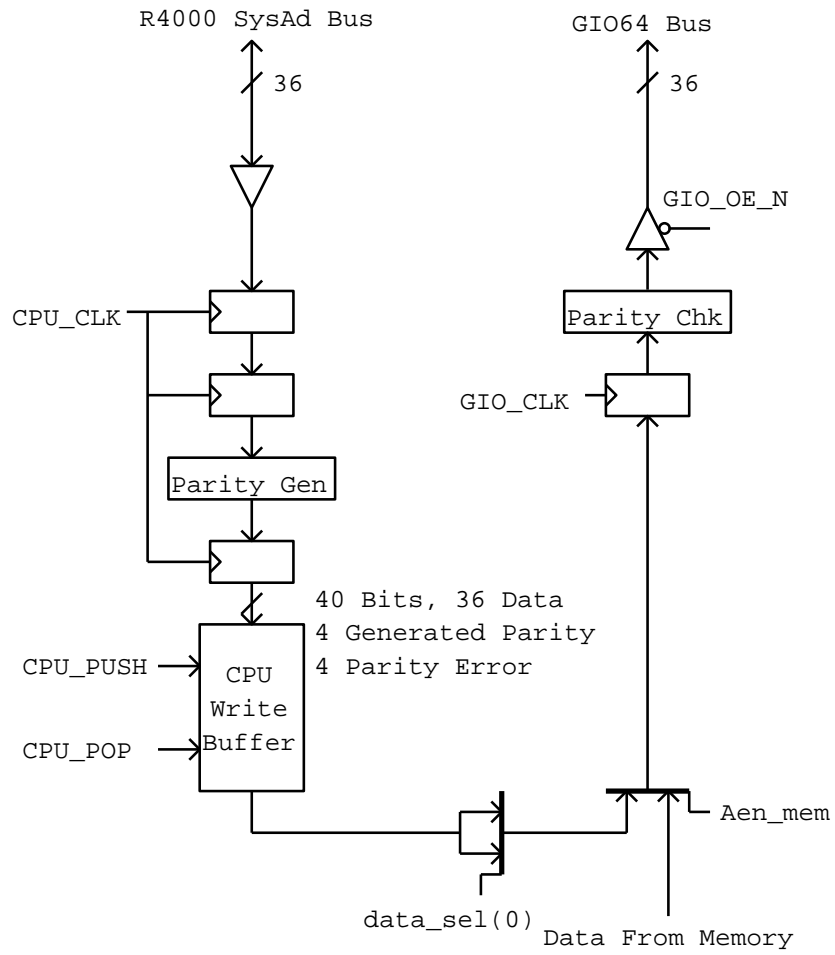 R4000 SysAd Bus
GIO64 Bus
36
36
GIO_OE_N
CPU_CLK
Parity Chk
GIO_CLK
Parity Gen
40 Bits, 36 Data
4 Generated Parity
4 Parity Error
CPU_PUSH
CPU
Write
Buffer
CPU_POP
Aen_mem
data_sel(0)
Data From Memory